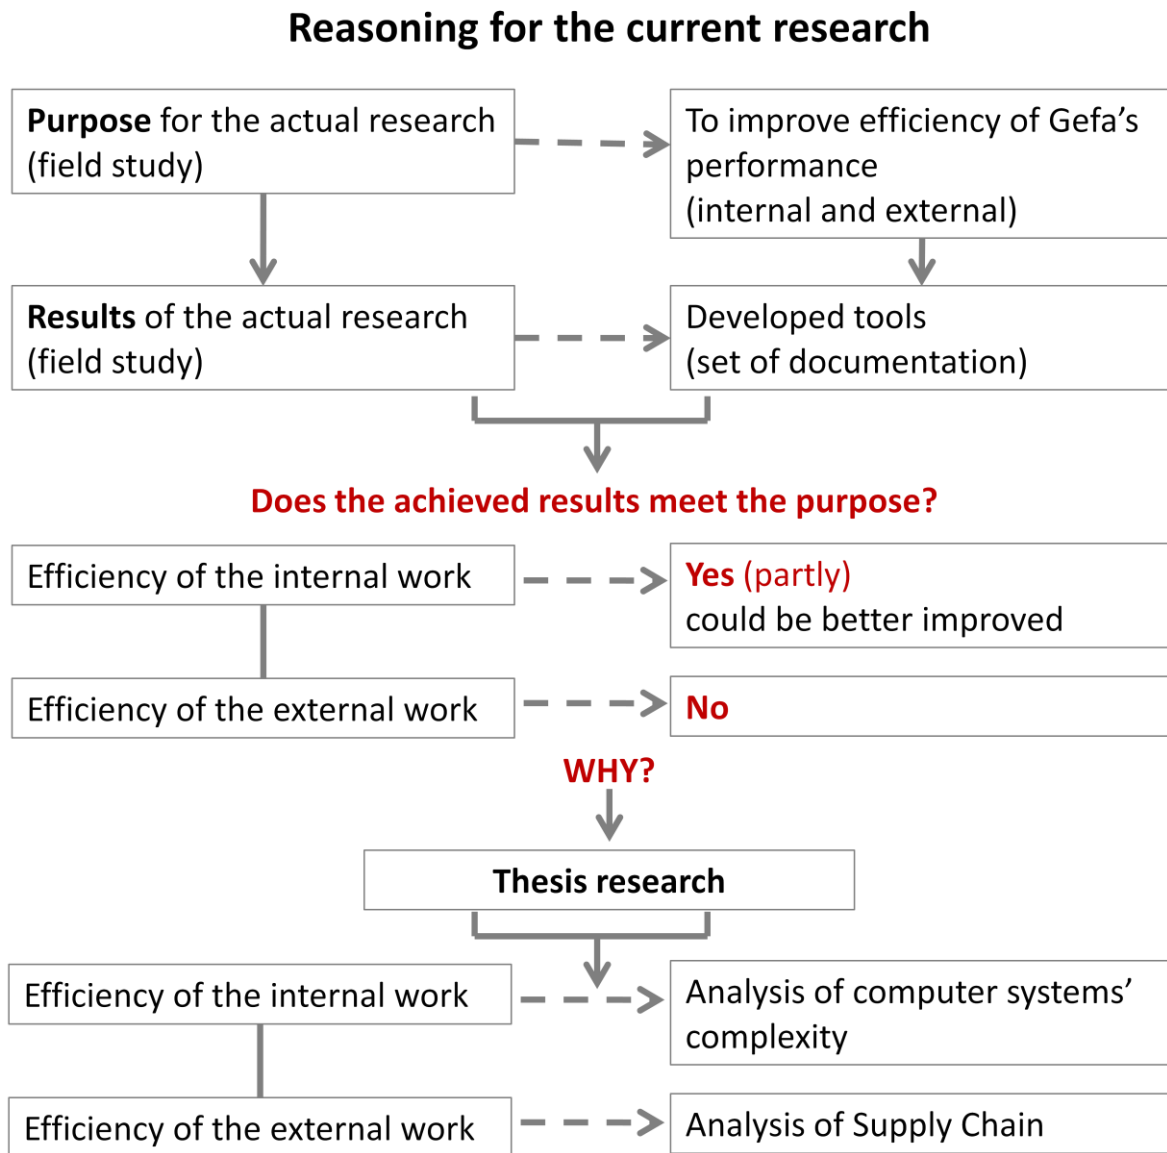 Reasoning for the current research
Purpose for the actual research
(field study)
To improve efficiency of Gefa's
performance
(internal and external)
Results of the actual research
(field study)
Developed tools
(set of documentation)
Does the achieved results meet the purpose?
Efficiency of the internal work
Yes (partly)
could be better improved
Efficiency of the external work
No
WHY?
Thesis research
Efficiency of the internal work
Analysis of computer systems'
complexity
Efficiency of the external work
Analysis of Supply Chain